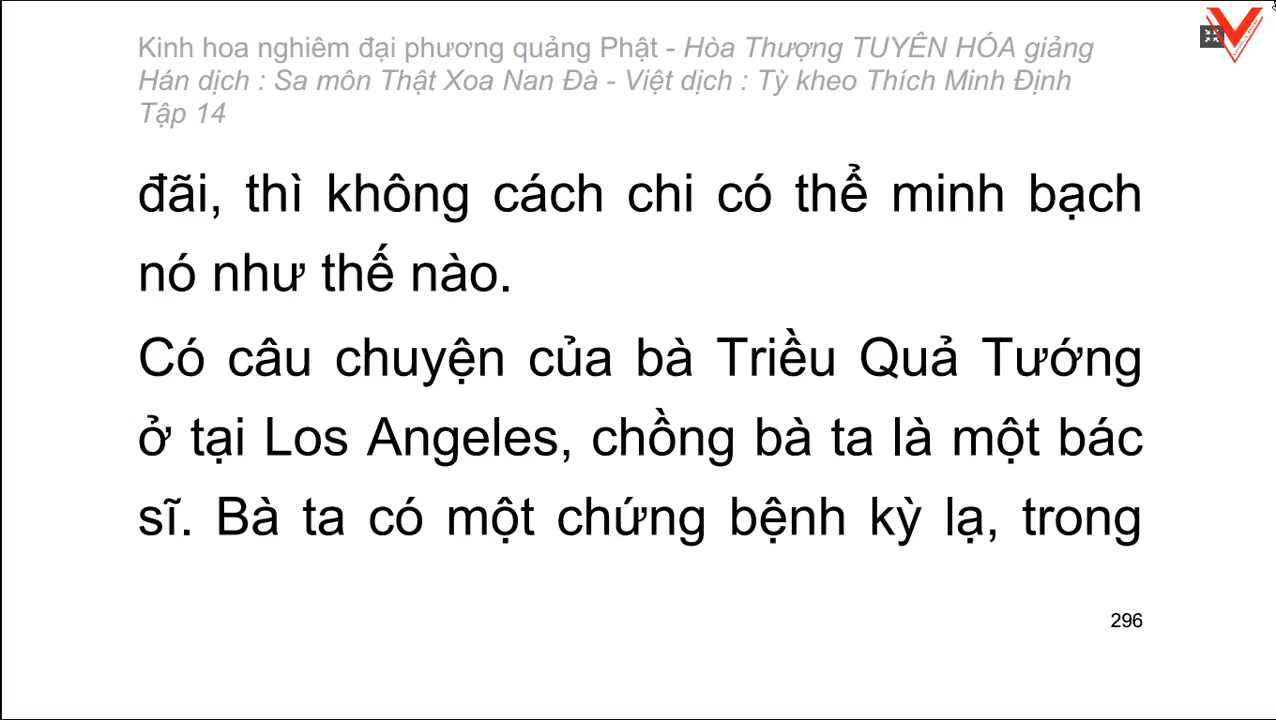 Kinh hoa nghiêm đại phương quảng Phật - Hòa Thượng TUYÊN HÓA giảng
Hán dịch : Sa môn Thật Xoa Nan Đà - Việt dịch : Tỳ kheo Thích Minh Định
Tập 14
đãi, thì không cách chi có thể minh bạch
nó như thế nào.
Có câu chuyện của bà Triều Quả Tướng
ở tại Los Angeles, chồng bà ta là một bác
sĩ. Bà ta có một chứng bệnh kỳ lạ, trong
296